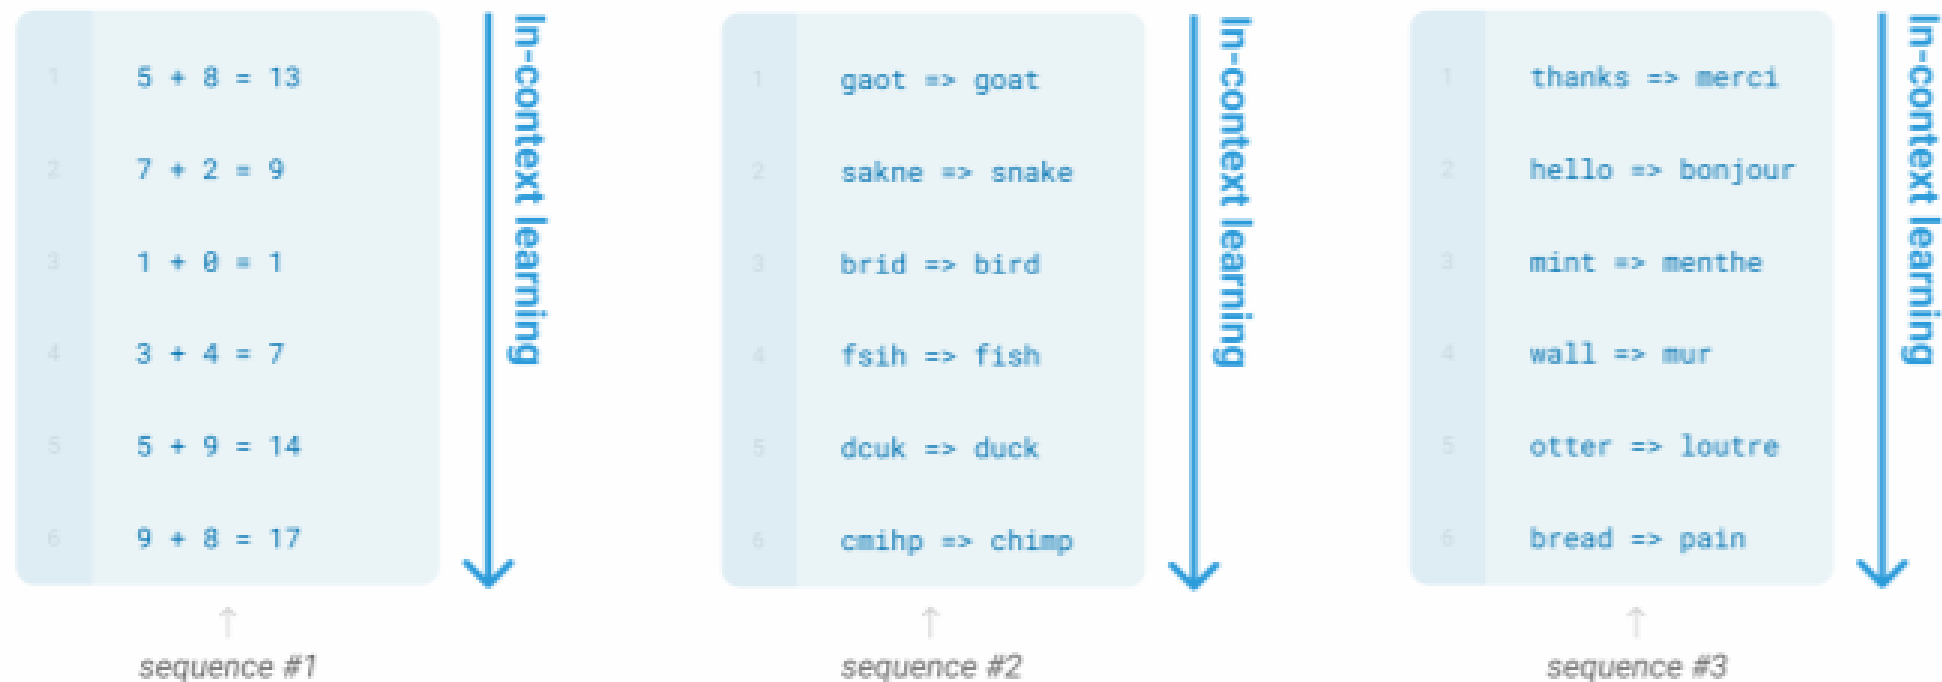 1 5 + 8 = 13
2 7 + 2 = 9
3 1 + 0 = 1
4 3 + 4 = 7
5 5 + 9 = 14
6 9 + 8 = 17
In-context learning
sequence #1
1 gaot => goat
2 sakne => snake
3 brid => bird
4 fsih => fish
5 dcuk => duck
6 cmihp => chimp
In-context learning
sequence #2
1 thanks => merci
2 hello => bonjour
3 mint => menthe
4 wall => mur
5 otter => loutre
6 bread => pain
In-context learning
sequence #3